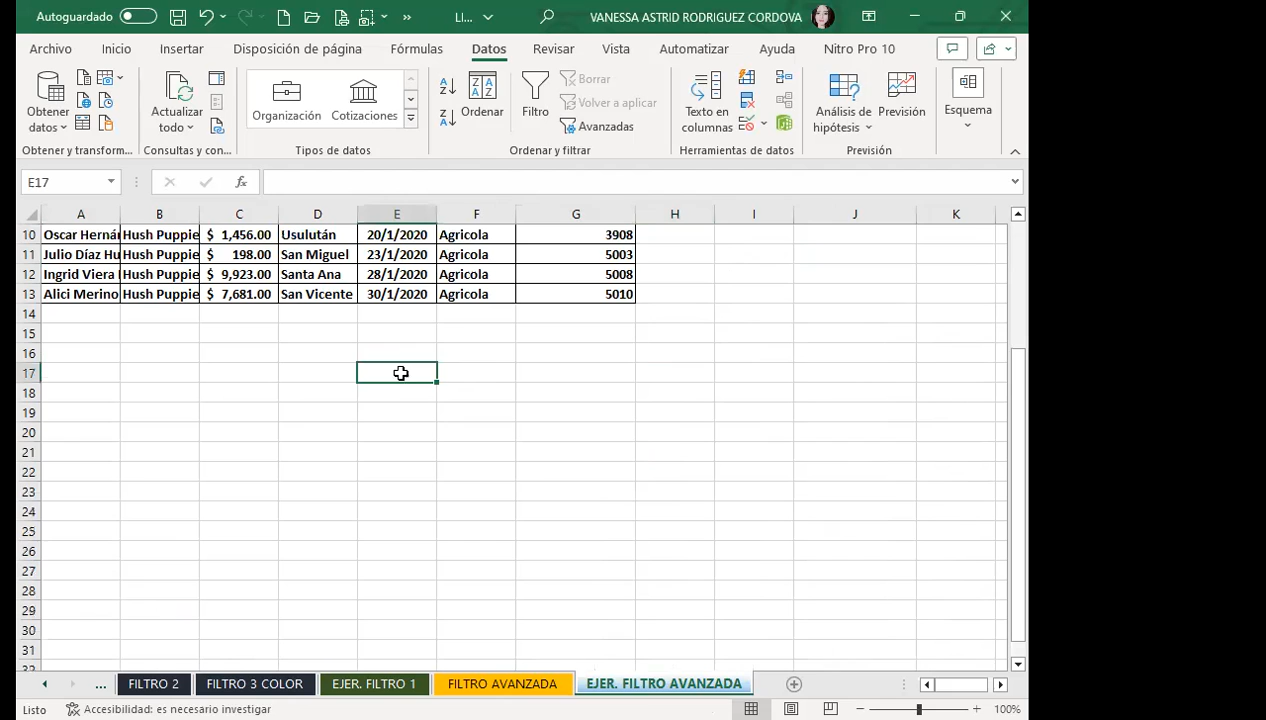 Autoguardado
LI...
VANESSA ASTRID RODRIGUEZ CORDOVA
Archivo Inicio Insertar Disposición de página Fórmulas Datos Revisar Vista Automatizar Ayuda Nitro Pro 10
Obtener datos
Actualizar todo
Organización
Cotizaciones
Ordenar
Filtro
Borrar
Volver a aplicar
Avanzadas
Texto en columnas
Análisis de hipótesis
Previsión
Esquema
Obtener y transform... Consultas y con... Tipos de datos Ordenar y filtrar Herramientas de datos Previsión
E17
fx
A B C D E F G H I J K
10 Oscar Hernán Hush Puppie $ 1,456.00 Usulután 20/1/2020 Agricola 3908
11 Julio Díaz Hu Hush Puppie $ 198.00 San Miguel 23/1/2020 Agricola 5003
12 Ingrid Viera Hush Puppie $ 9,923.00 Santa Ana 28/1/2020 Agricola 5008
13 Alici Merino Hush Puppie $ 7,681.00 San Vicente 30/1/2020 Agricola 5010
14
15
16
17
18
19
20
21
22
23
24
25
26
27
28
29
30
31
... FILTRO 2 FILTRO 3 COLOR EJER. FILTRO 1 FILTRO AVANZADA EJER. FILTRO AVANZADA
Listo Accesibilidad: es necesario investigar 100%